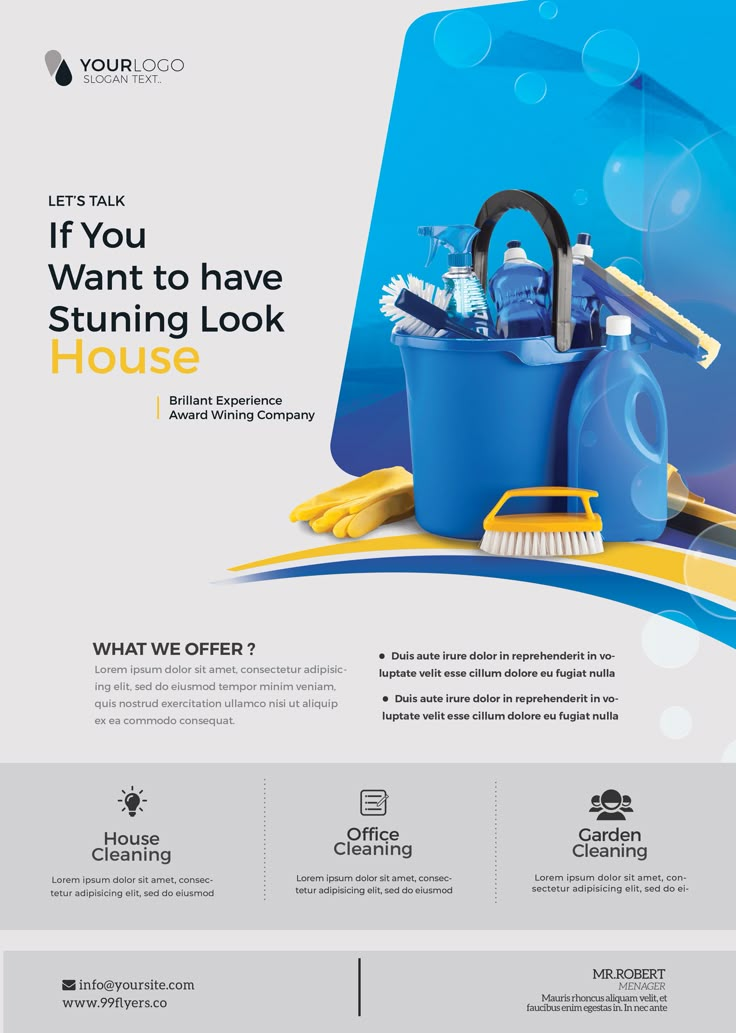 YOURLOGO
SLOGAN TEXT..
LET'S TALK
If You
Want to have
Stuning Look
House
Brillant Experience
Award Wining Company
WHAT WE OFFER ?
Lorem ipsum dolor sit amet, consectetur adipisic-
ing elit, sed do eiusmod tempor minim veniam,
quis nostrud exercitation ullamco nisi ut aliquip
ex ea commodo consequat.
• Duis aute irure dolor in reprehenderit in vo-
luptate velit esse cillum dolore eu fugiat nulla
• Duis aute irure dolor in reprehenderit in vo-
luptate velit esse cillum dolore eu fugiat nulla
House
Cleaning
Lorem ipsum dolor sit amet, consec-
tetur adipisicing elit, sed do eiusmod
Office
Cleaning
Lorem ipsum dolor sit amet, consec-
tetur adipisicing elit, sed do eiusmod
Garden
Cleaning
Lorem ipsum dolor sit amet, con-
sectetur adipisicing elit, sed do ei-
info@yoursite.com
www.99flyers.co
MR.ROBERT
MENAGER
Mauris rhoncus aliquam velit, et
faucibus enim egestas in. In nec ante